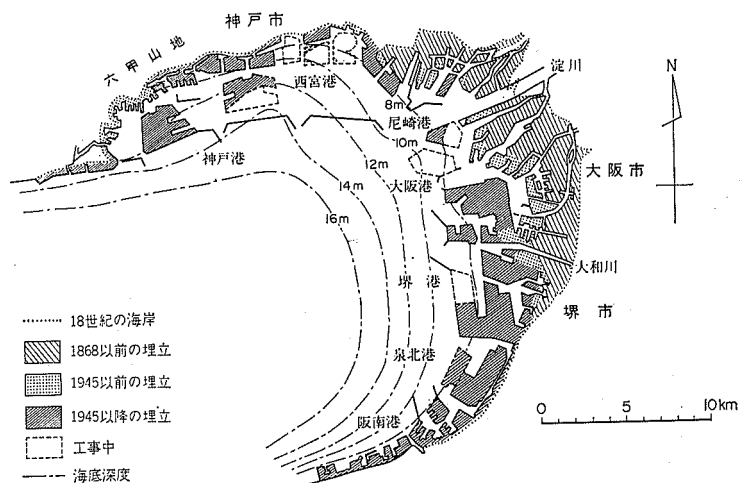 神戸市
六甲山地
西宮港
淀川
N
8m
尼崎港
10m
神戸港
12m
大阪港
大阪市
14m
16m
大和川
堺港
堺市
18世紀の海岸
1868以前の埋立
泉北港
1945以前の埋立
1945以降の埋立
阪南港
0 5 10km
工事中
海底深度